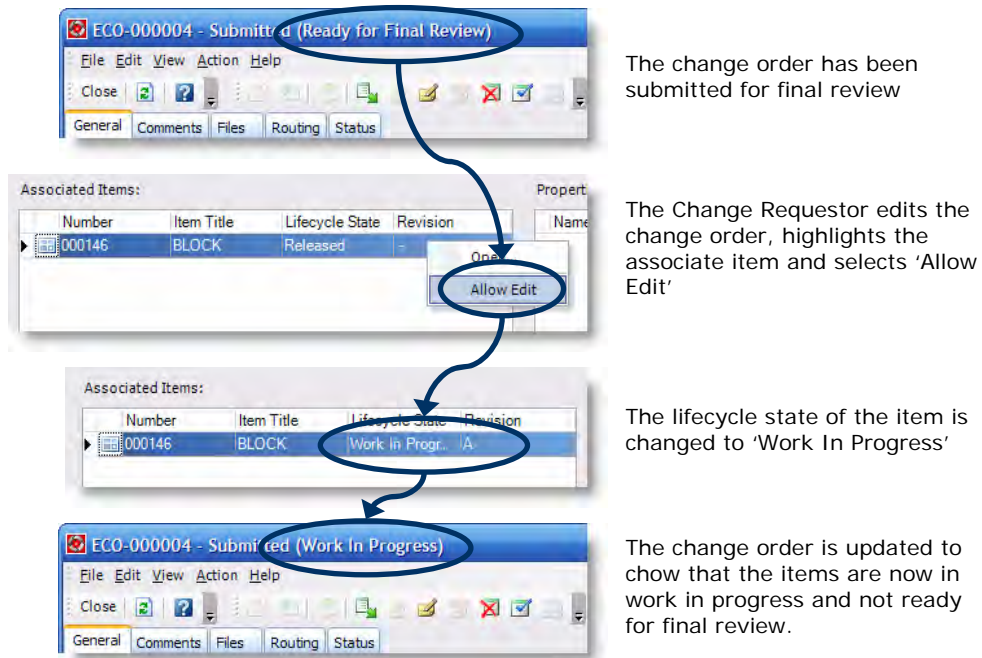 ECO-000004 - Submitted (Ready for Final Review)
File Edit View Action Help
Close
General Comments Files Routing Status
The change order has been
submitted for final review
Associated Items:
Propert
Number Item Title Lifecycle State Revision
Name
000146 BLOCK Released -
Open
Allow Edit
The Change Requestor edits the
change order, highlights the
associate item and selects ‘Allow
Edit’
Associated Items:
Number Item Title Lifecycle State Revision
000146 BLOCK Work In Progr... A
The lifecycle state of the item is
changed to ‘Work In Progress’
ECO-000004 - Submitted (Work In Progress)
File Edit View Action Help
Close
General Comments Files Routing Status
The change order is updated to
chow that the items are now in
work in progress and not ready
for final review.